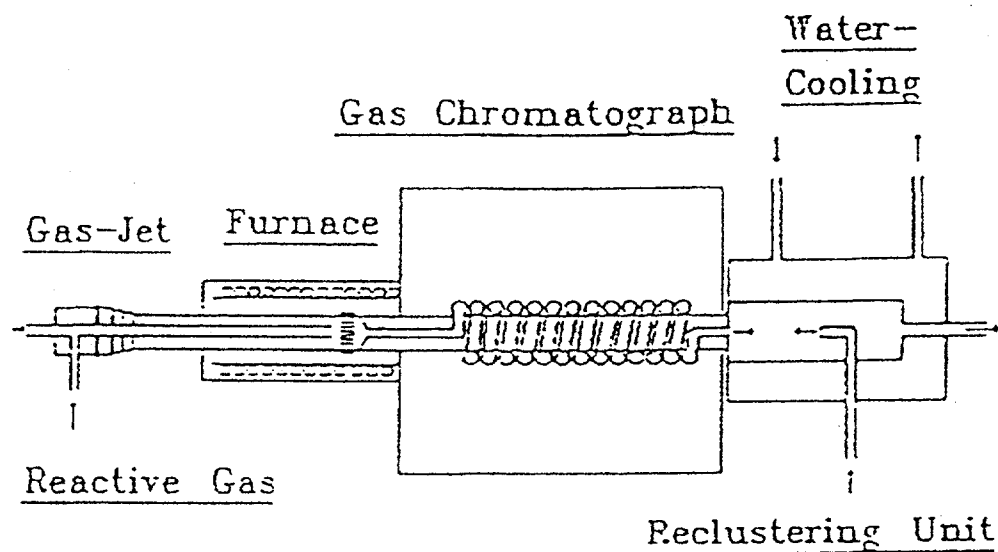 Water-
Cooling
Gas Chromatograph
Gas-Jet
Furnace
Reactive Gas
Reclustering Unit